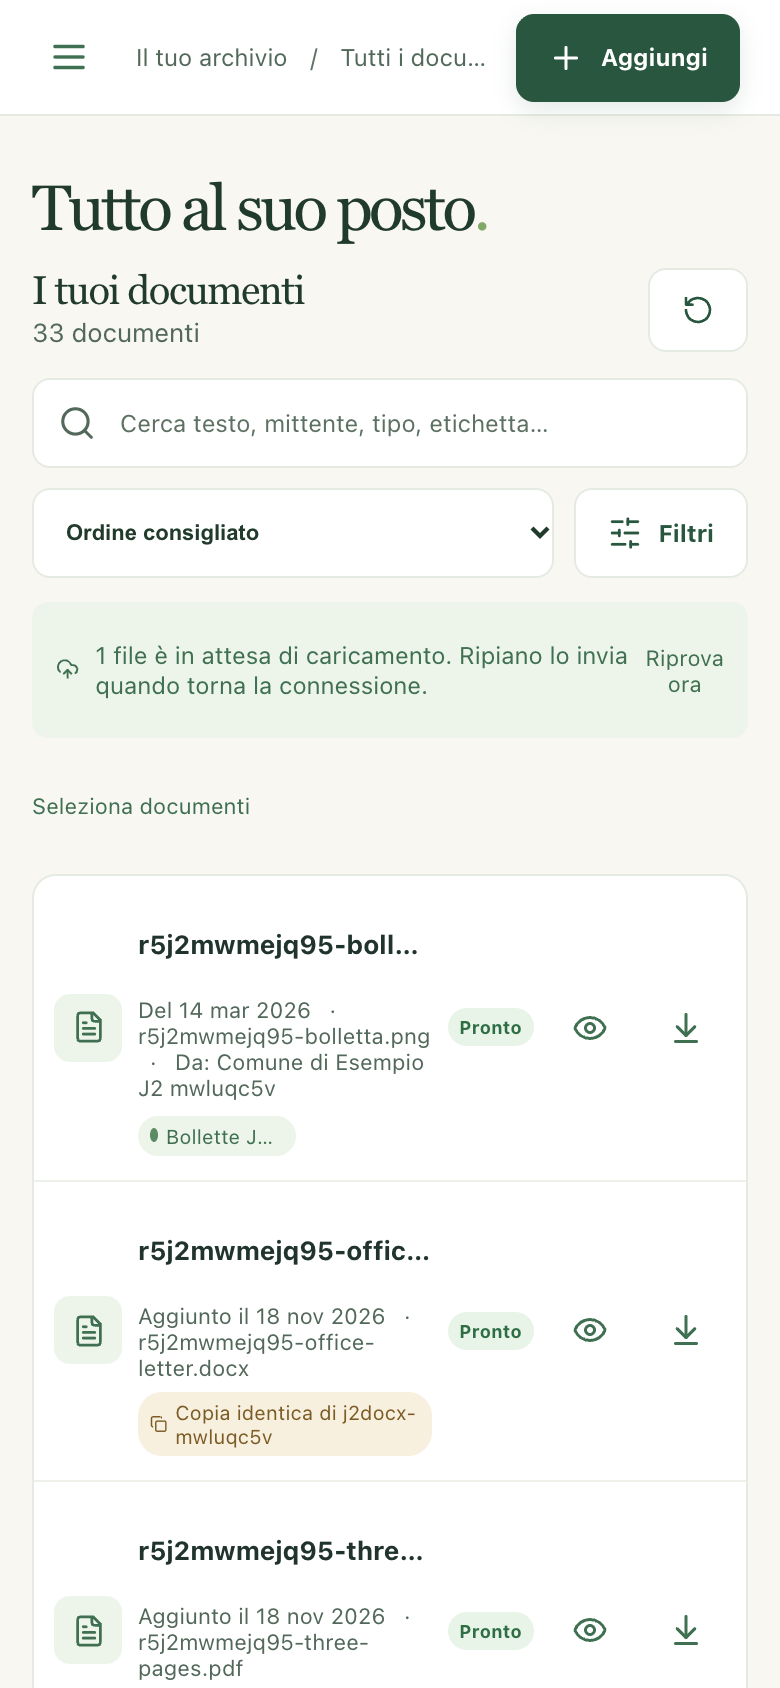 Il tuo archivio / Tutti i docu...
Aggiungi
Tutto al suo posto.
I tuoi documenti
33 documenti
Cerca testo, mittente, tipo, etichetta...
Ordine consigliato
Filtri
1 file è in attesa di caricamento. Ripiano lo invia
quando torna la connessione.
Riprova
ora
Seleziona documenti
r5j2mwmejq95-boll...
Del 14 mar 2026 ·
r5j2mwmejq95-bolletta.png
· Da: Comune di Esempio
J2 mwluqc5v
Bollette J...
Pronto
r5j2mwmejq95-offic...
Aggiunto il 18 nov 2026 ·
r5j2mwmejq95-office-
letter.docx
Copia identica di j2docx-
mwluqc5v
Pronto
r5j2mwmejq95-thre...
Aggiunto il 18 nov 2026 ·
r5j2mwmejq95-three-
pages.pdf
Pronto